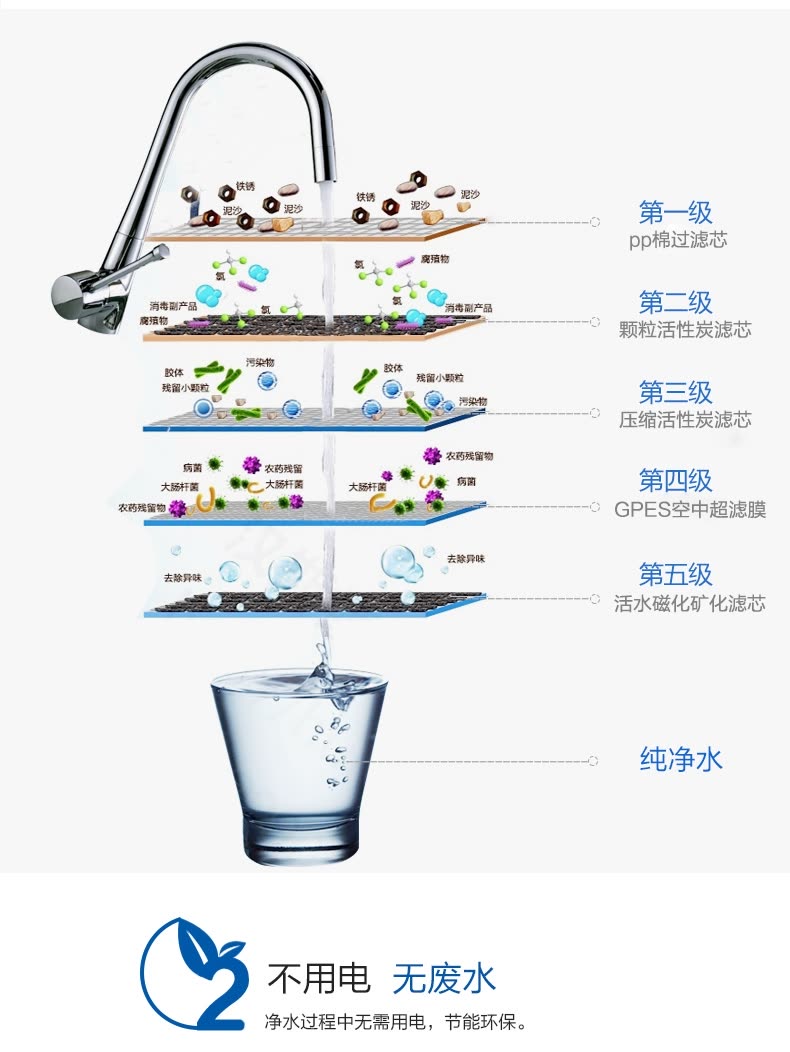 铁锈
泥沙
泥沙
铁锈
泥沙
泥沙
第一级
pp棉过滤芯
氯
消毒副产品
腐殖物
氯
氯
腐殖物
氯
消毒副产品
第二级
颗粒活性炭滤芯
胶体
污染物
残留小颗粒
胶体
残留小颗粒
污染物
第三级
压缩活性炭滤芯
病菌
农药残留
大肠杆菌
大肠杆菌
农药残留物
农药残留物
大肠杆菌
病菌
第四级
GPES空中超滤膜
去除异味
去除异味
第五级
活水磁化矿化滤芯
纯净水
2
不用电 无废水
净水过程中无需用电，节能环保。